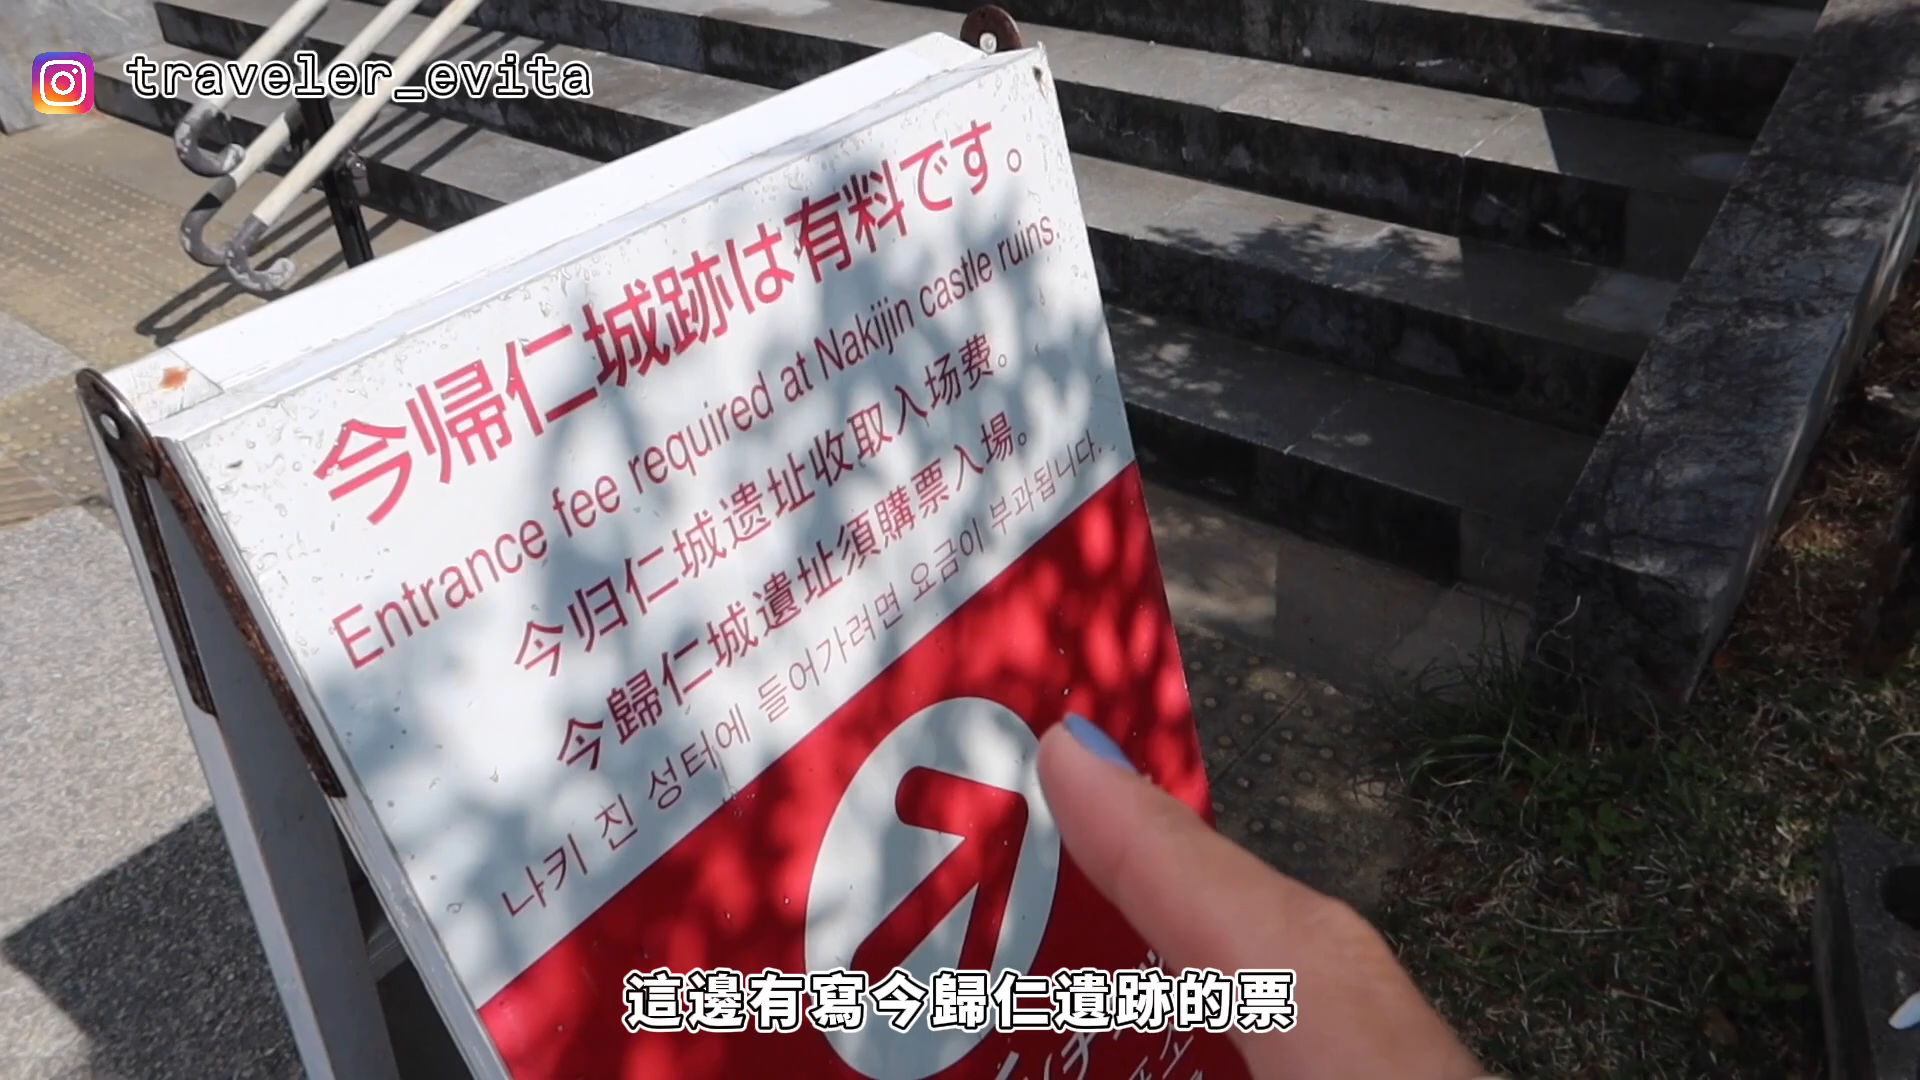 traveler_evita
今帰仁城跡は有料です。
Entrance fee required at Nakijin castle ruins.
今归仁城遗址收取入场费。
今歸仁城遺址須購票入場。
나키 진 성터에 들어가려면 요금이 부과됩니다.
這邊有寫今歸仁遺跡的票